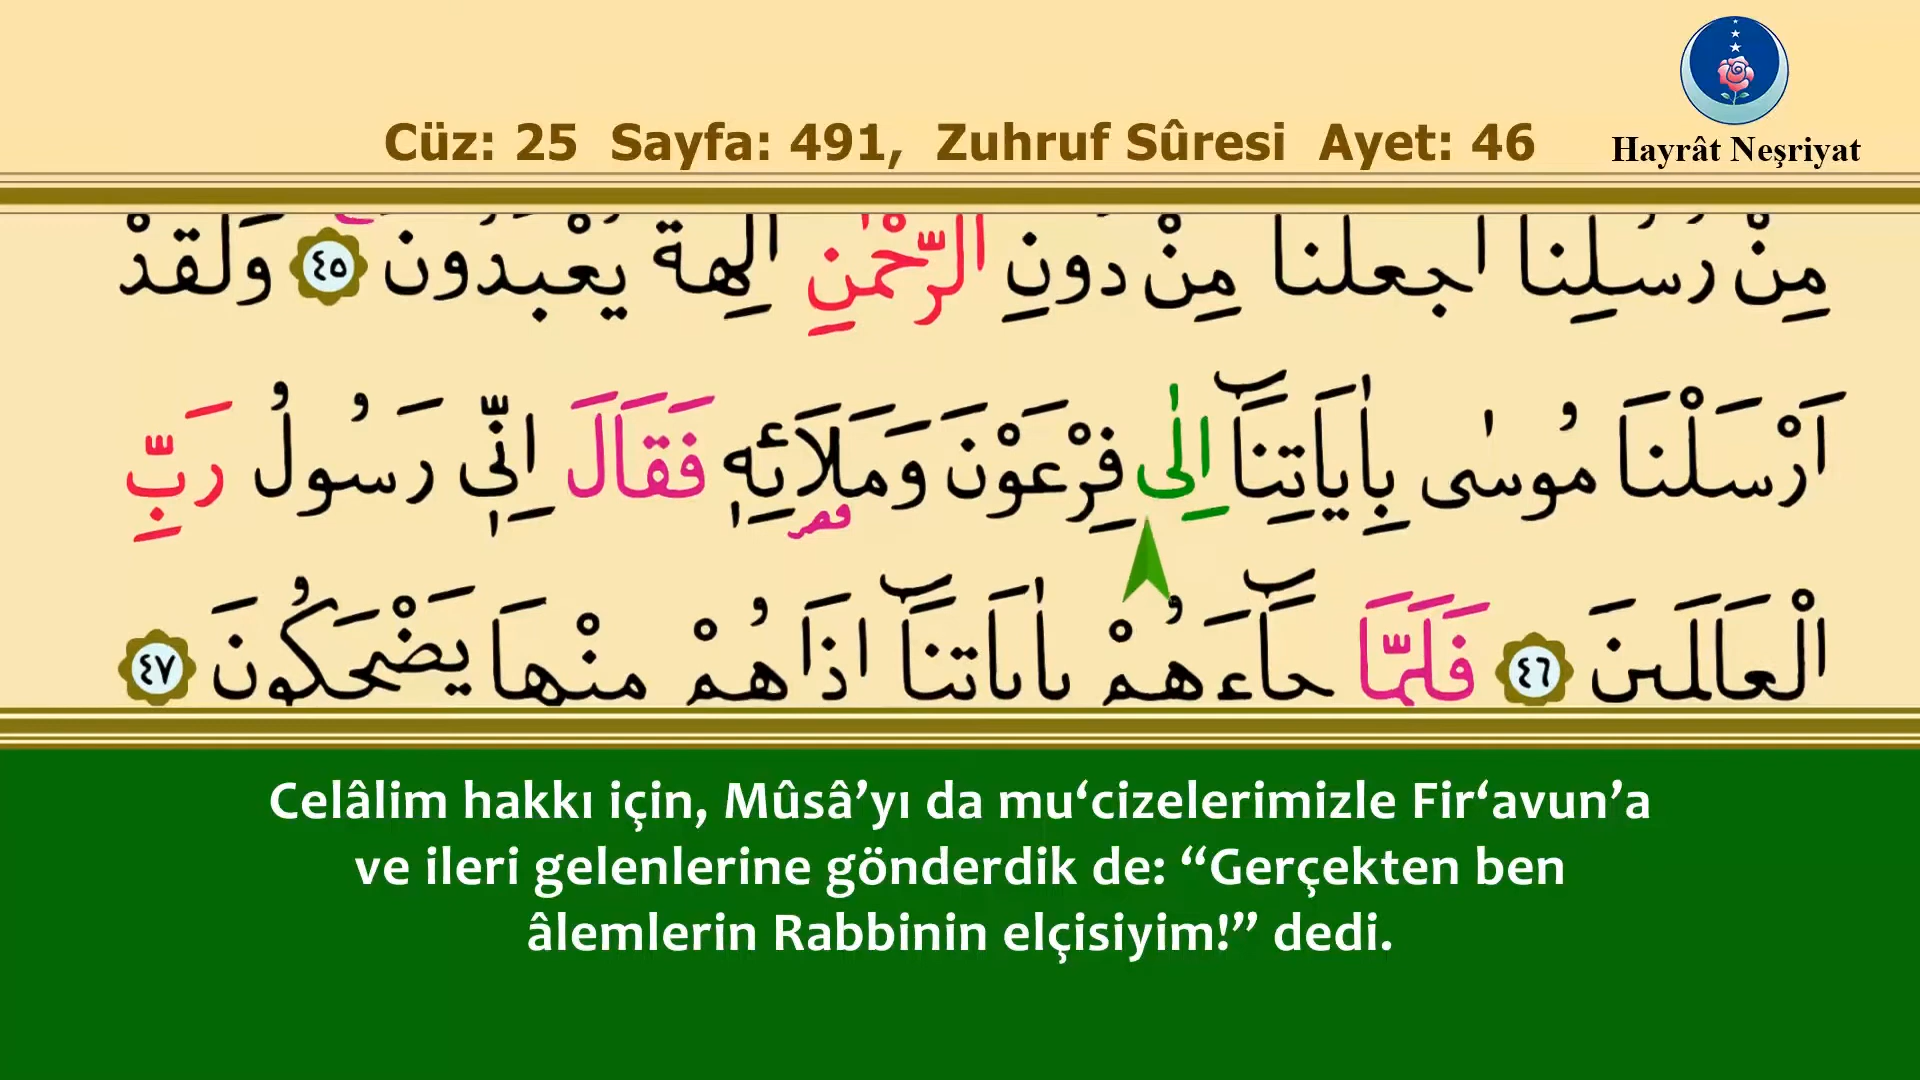 Cüz: 25 Sayfa: 491, Zuhruf Sûresi Ayet: 46
Hayrât Neşriyat
مِنْ رُسُلِنَا اَجَعَلْنَا مِنْ دُونِ الرَّحْمٰنِ اٰلِهَةً يُعْبَدُونَ ﴿٤٥﴾ وَلَقَدْ
اَرْسَلْنَا مُوسٰى بِاٰيَاتِنَٓا اِلٰى فِرْعَوْنَ وَمَلَا۬ئِهٖ فَقَالَ اِنّٖي رَسُولُ رَبِّ
الْعَالَمٖينَ ﴿٤٦﴾ فَلَمَّا جَٓاءَهُمْ بِاٰيَاتِنَٓا اِذَا هُمْ مِنْهَا يَضْحَكُونَ ﴿٤٧﴾
Celâlim hakkı için, Mûsâ’yı da mu‘cizelerimizle Fir‘avun’a
ve ileri gelenlerine gönderdik de: “Gerçekten ben
âlemlerin Rabbinin elçisiyim!” dedi.